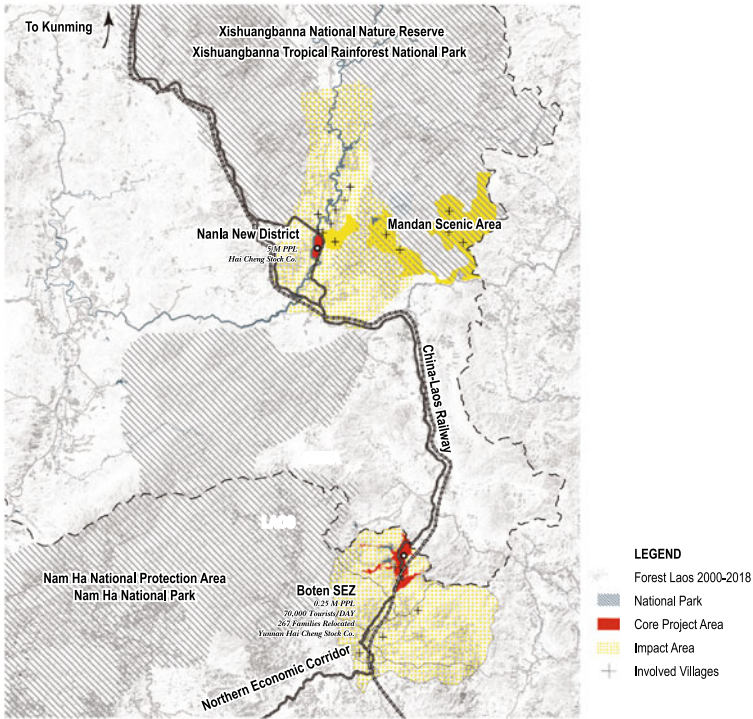 To Kunming
Xishuangbanna National Nature Reserve
Xishuangbanna Tropical Rainforest National Park
Mandan Scenic Area
Nanla New District
5 M PPL
Hai Cheng Stock Co.
China-Laos Railway
LAOS
Nam Ha National Protection Area
Nam Ha National Park
Boten SEZ
0.25 M PPL
70.000 Tourists/DAY
267 Families Relocated
Yunnan Hai Cheng Stock Co.
Northern Economic Corridor
LEGEND
Forest Laos 2000-2018
National Park
Core Project Area
Impact Area
Involved Villages